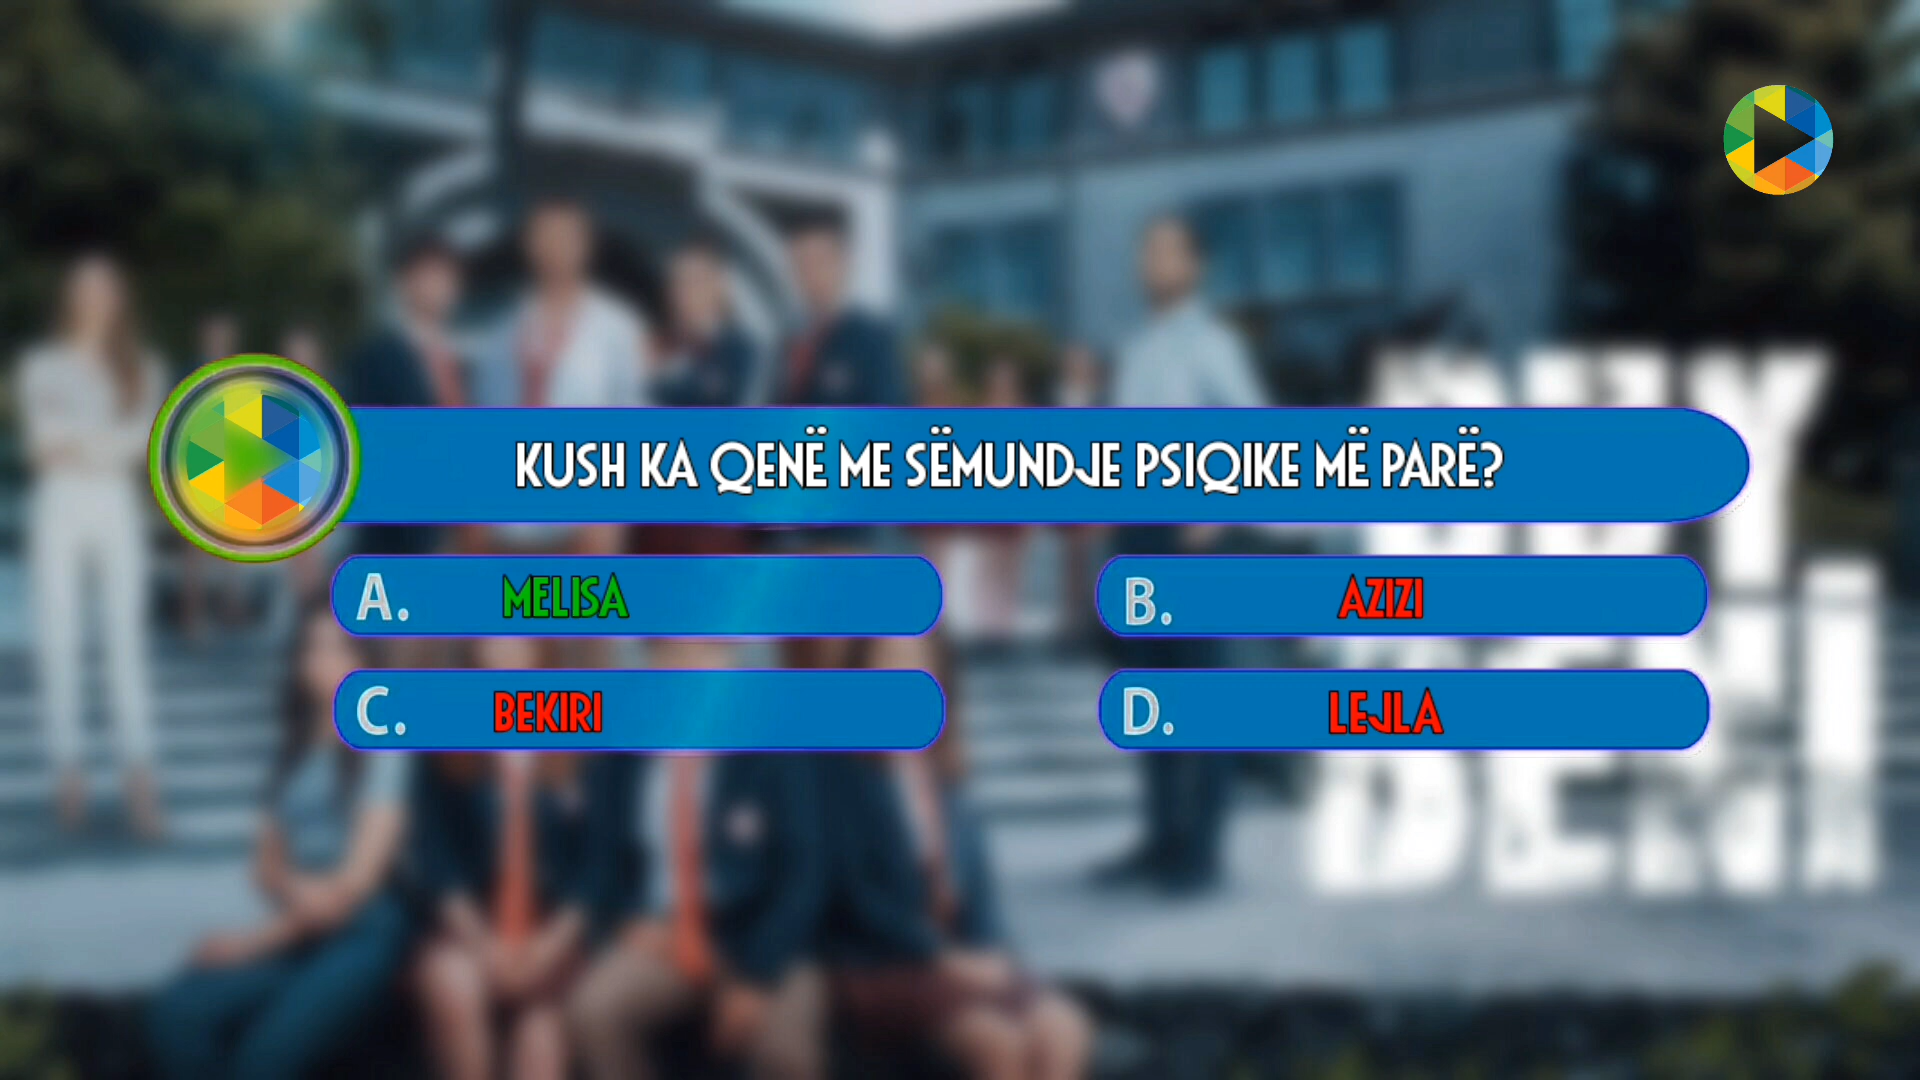 KUSH KA QENË ME SËMUNDJE PSIQIKE MË PARË?
A. MELISA
B. AZIZI
C. BEKIRI
D. LEJLA